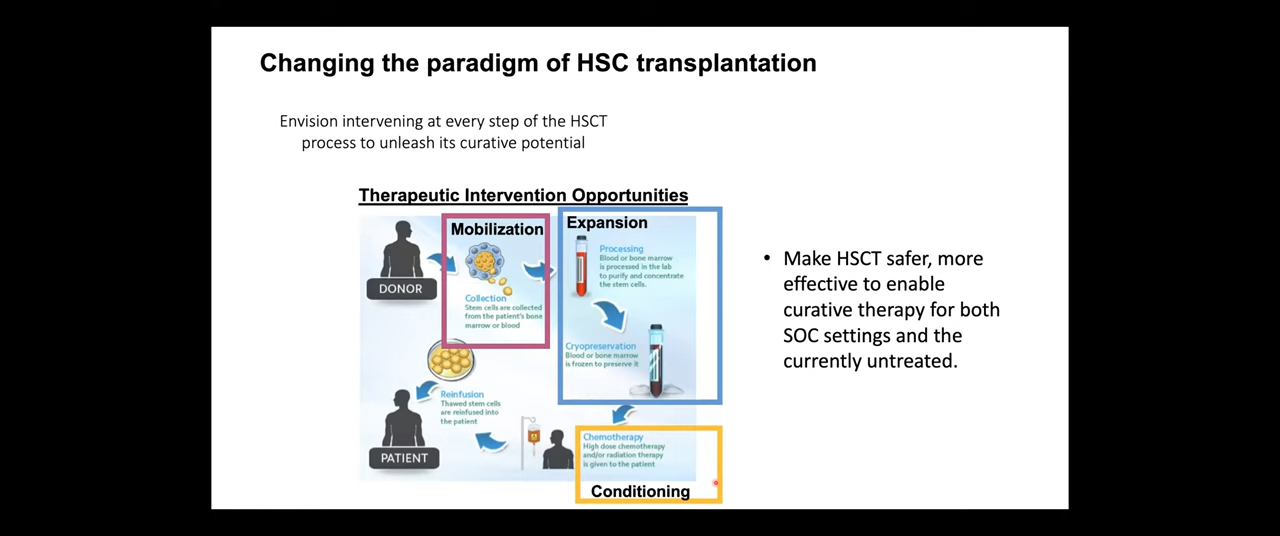 Changing the paradigm of HSC transplantation
Envision intervening at every step of the HSCT
process to unleash its curative potential
Therapeutic Intervention Opportunities
Mobilization
Expansion
DONOR
Collection
Stem cells are collected
from the patient's bone
marrow or blood
Processing
Blood or bone marrow
is processed in the lab
to purify and concentrate
the stem cells.
Cryopreservation
Blood or bone marrow
is frozen to preserve it
Reinfusion
Thawed stem cells
are reinfused into
the patient
PATIENT
Chemotherapy
High dose chemotherapy
and/or radiation therapy
is given to the patient
Conditioning
• Make HSCT safer, more
effective to enable
curative therapy for both
SOC settings and the
currently untreated.